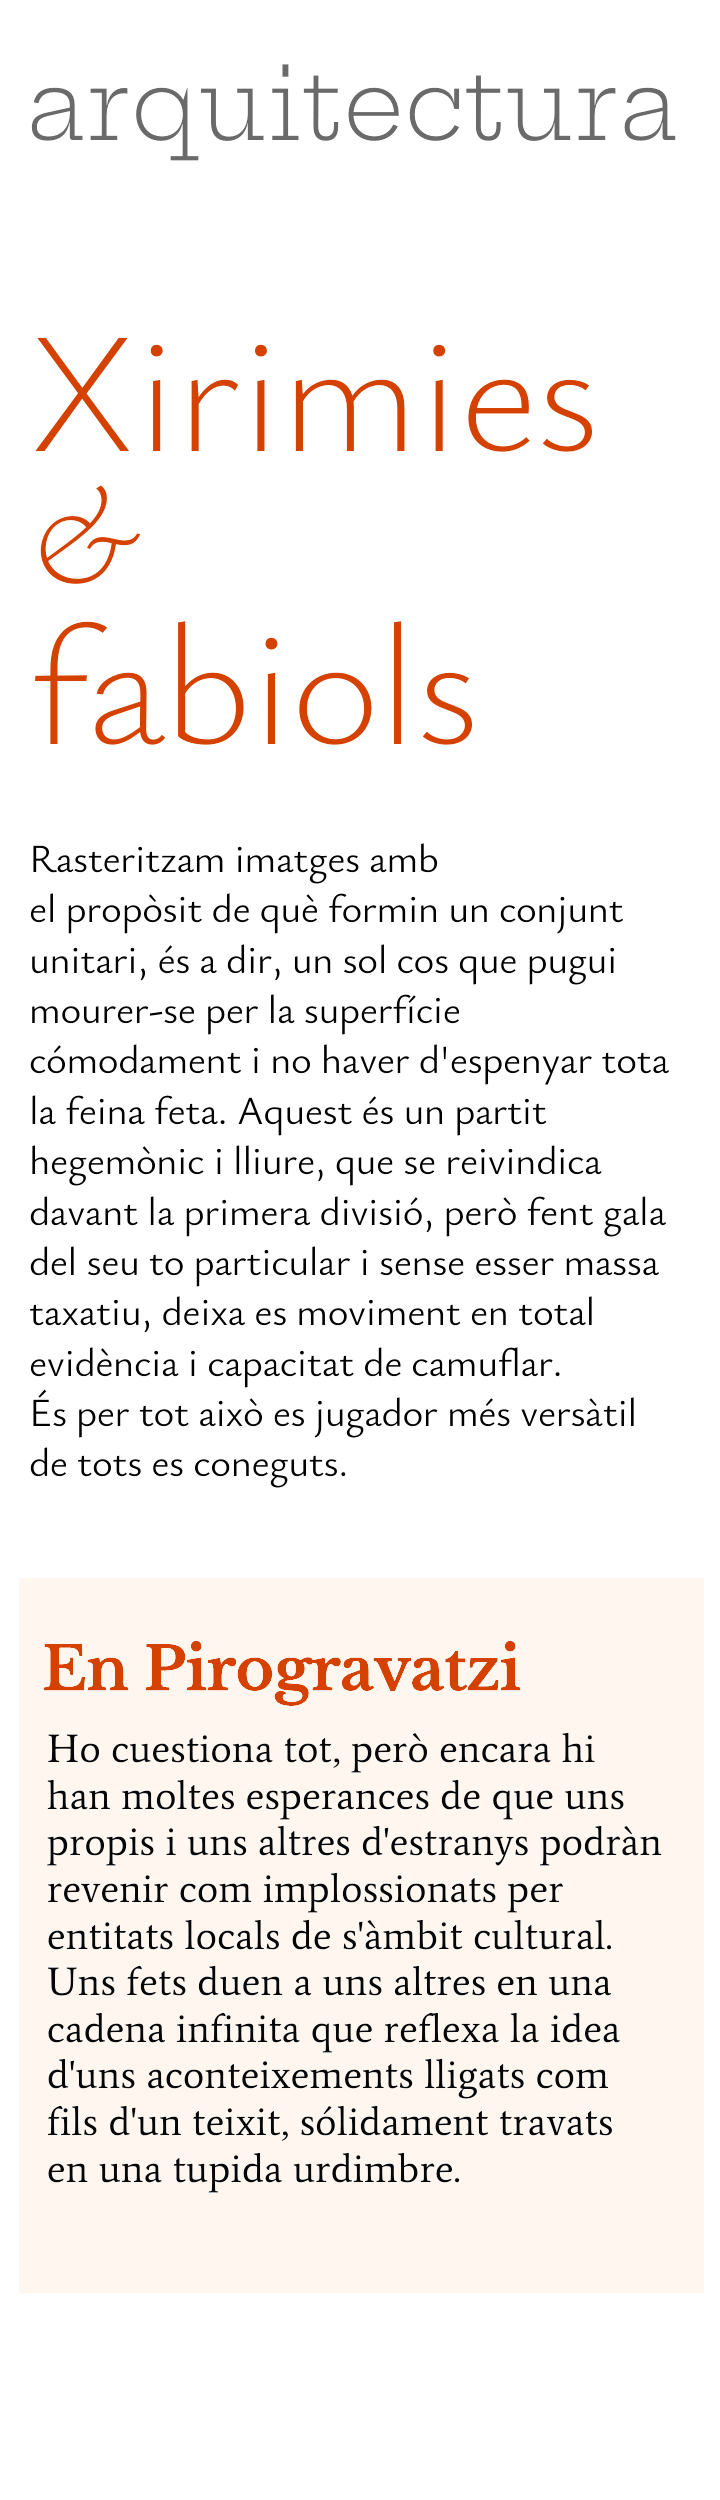 arquitectura
Xirimies
&
fabiols
Rasteritzam imatges amb
el propòsit de què formin un conjunt
unitari, és a dir, un sol cos que pugui
mourer-se per la superfície
cómodament i no haver d'espenyar tota
la feina feta. Aquest és un partit
hegemònic i lliure, que se reivindica
davant la primera divisió, però fent gala
del seu to particular i sense esser massa
taxatiu, deixa es moviment en total
evidència i capacitat de camuflar.
És per tot això es jugador més versàtil
de tots es coneguts.
En Pirogravatzi
Ho cuestiona tot, però encara hi
han moltes esperances de que uns
propis i uns altres d'estranys podràn
revenir com implossionats per
entitats locals de s'àmbit cultural.
Uns fets duen a uns altres en una
cadena infinita que reflexa la idea
d'uns aconteixements lligats com
fils d'un teixit, sólidament travats
en una tupida urdimbre.